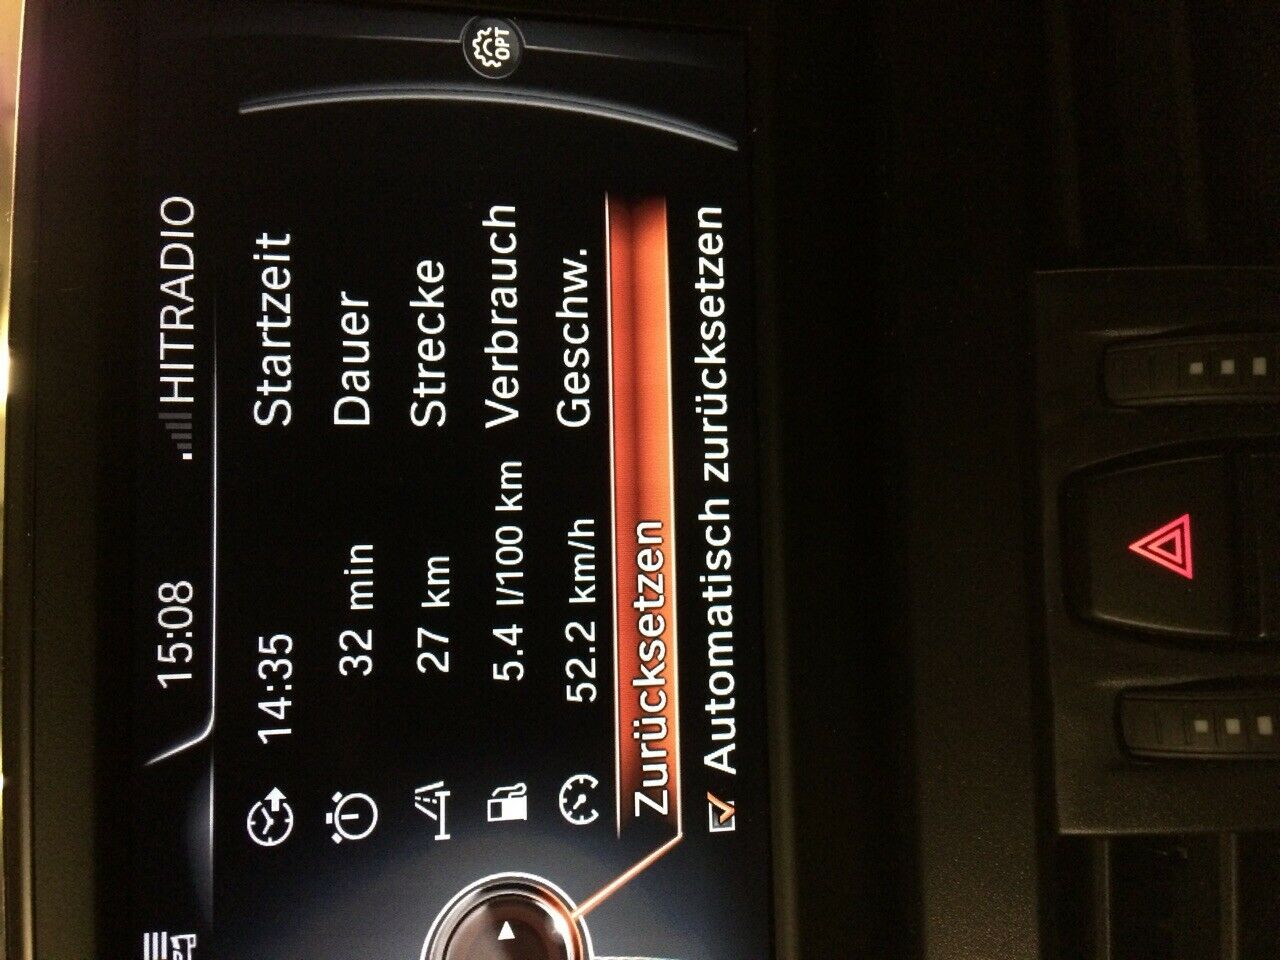 15:08 HITRADIO
OPT
14:35 Startzeit
32 min Dauer
27 km Strecke
5.4 l/100 km Verbrauch
52.2 km/h Geschw.
Zurücksetzen
Automatisch zurücksetzen